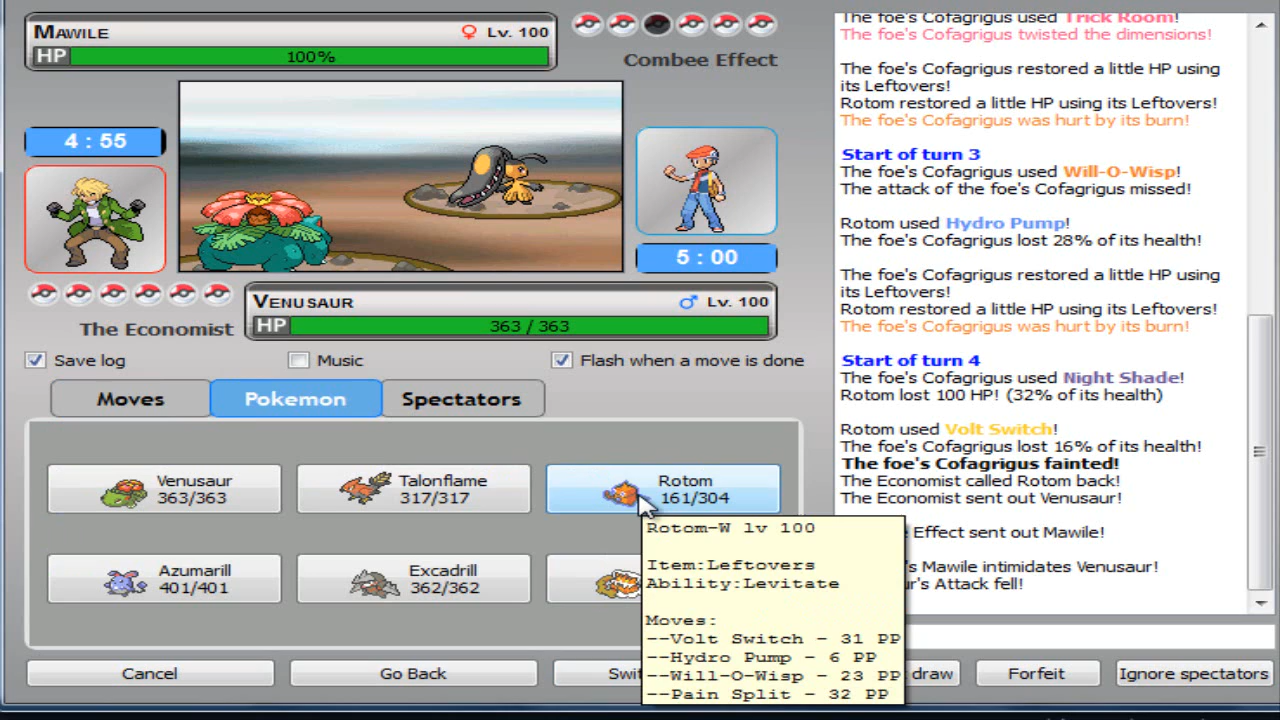 MAWILE ♀ Lv. 100
HP 100%
Combee Effect
4 : 55
5 : 00
VENUSAUR ♂ Lv. 100
The Economist
HP 363 / 363
Save log
Music
Flash when a move is done
Moves
Pokemon
Spectators
Venusaur
363/363
Talonflame
317/317
Rotom
161/304
Azumarill
401/401
Excadrill
362/362
Rotom-W lv 100
Item:Leftovers
Ability:Levitate
Moves:
--Volt Switch - 31 PP
--Hydro Pump - 6 PP
--Will-O-Wisp - 23 PP
--Pain Split - 32 PP
Cancel
Go Back
Swit
draw
Forfeit
Ignore spectators
The foe's Cofagrigus used Trick Room!
The foe's Cofagrigus twisted the dimensions!
The foe's Cofagrigus restored a little HP using
its Leftovers!
Rotom restored a little HP using its Leftovers!
The foe's Cofagrigus was hurt by its burn!
Start of turn 3
The foe's Cofagrigus used Will-O-Wisp!
The attack of the foe's Cofagrigus missed!
Rotom used Hydro Pump!
The foe's Cofagrigus lost 28% of its health!
The foe's Cofagrigus restored a little HP using
its Leftovers!
Rotom restored a little HP using its Leftovers!
The foe's Cofagrigus was hurt by its burn!
Start of turn 4
The foe's Cofagrigus used Night Shade!
Rotom lost 100 HP! (32% of its health)
Rotom used Volt Switch!
The foe's Cofagrigus lost 16% of its health!
The foe's Cofagrigus fainted!
The Economist called Rotom back!
The Economist sent out Venusaur!
Effect sent out Mawile!
's Mawile intimidates Venusaur!
ur's Attack fell!